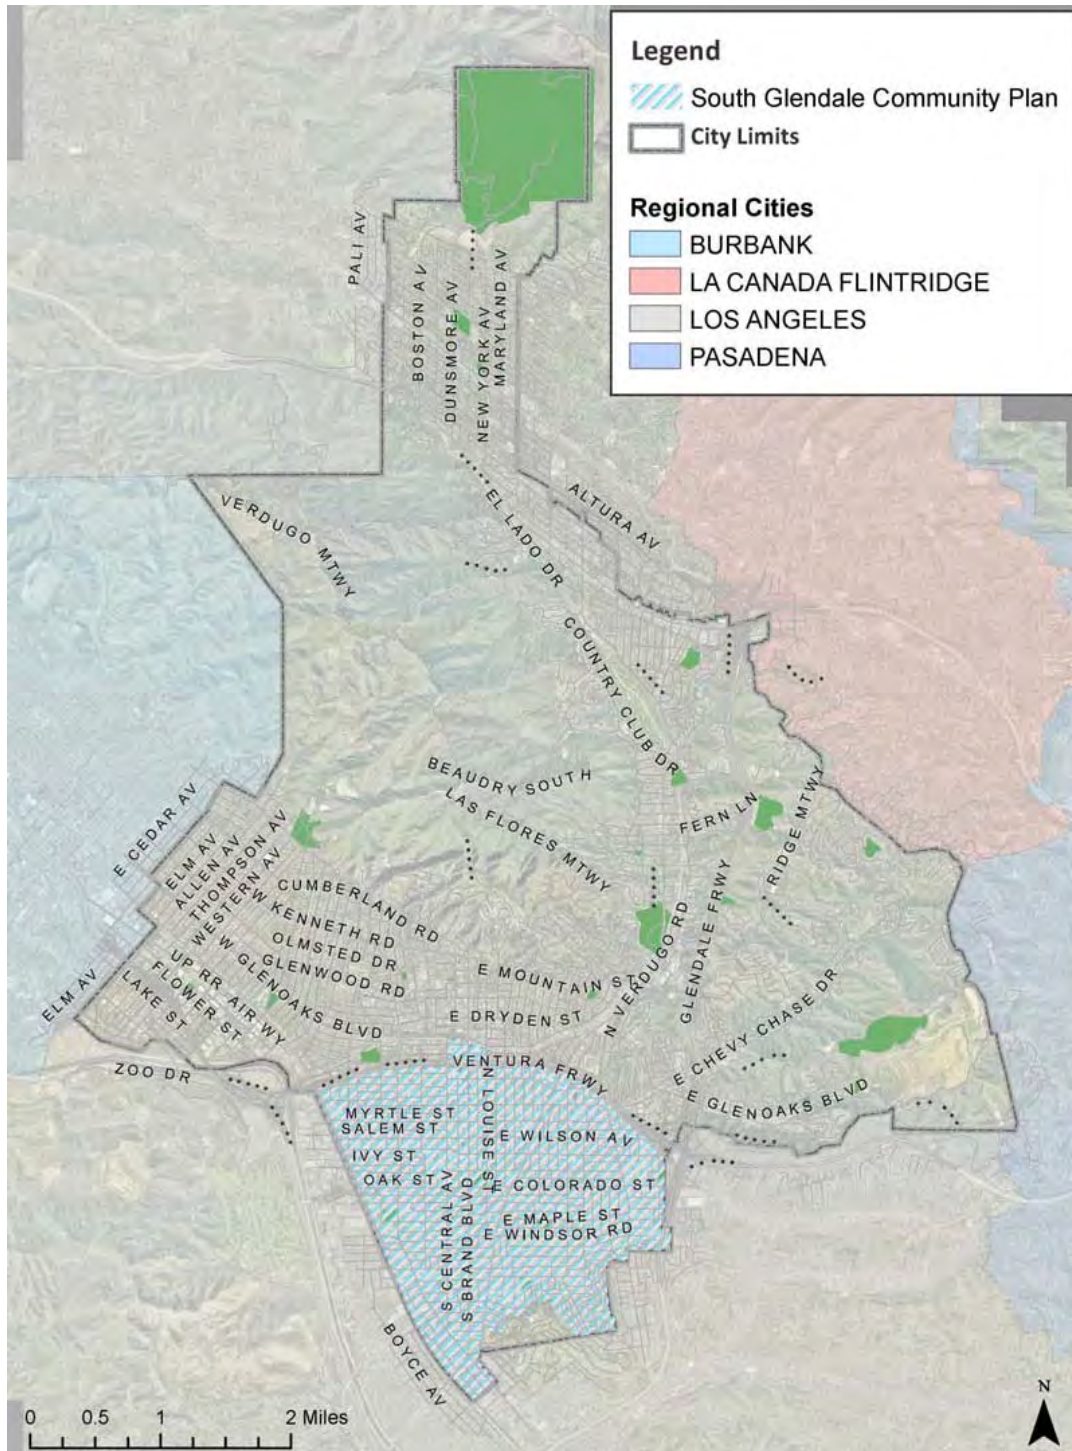 Legend
South Glendale Community Plan
City Limits
Regional Cities
BURBANK
LA CANADA FLINTRIDGE
LOS ANGELES
PASADENA
PALI AV
BOSTON AV
DUNSMORE AV
NEW YORK AV
MARYLAND AV
VERDUGO MTWY
EL LADO DR
ALTURA AV
COUNTRY CLUB DR
BEAUDRY SOUTH
LAS FLORES MTWY
FERN LN
RIDGE MTWY
E CEDAR AV
ELM AV
ALLEN AV
THOMPSON AV
WESTERN AV
CUMBERLAND RD
W KENNETH RD
OLMSTED DR
GLENWOOD RD
W GLENOAKS BLVD
UP RR AIR WY
FLOWER ST
LAKE ST
ELM AV
E MOUNTAIN ST
N VERDUGO RD
GLENDALE FRWY
E DRYDEN ST
E CHEVY CHASE DR
ZOO DR
VENTURA FRWY
E GLENOAKS BLVD
MYRTLE ST
SALEM ST
N LOUISE ST
E WILSON AV
IVY ST
OAK ST
E COLORADO ST
S CENTRAL AV
S BRAND BLVD
E MAPLE ST
E WINDSOR RD
BOYCE AV
N
0 0.5 1 2 Miles